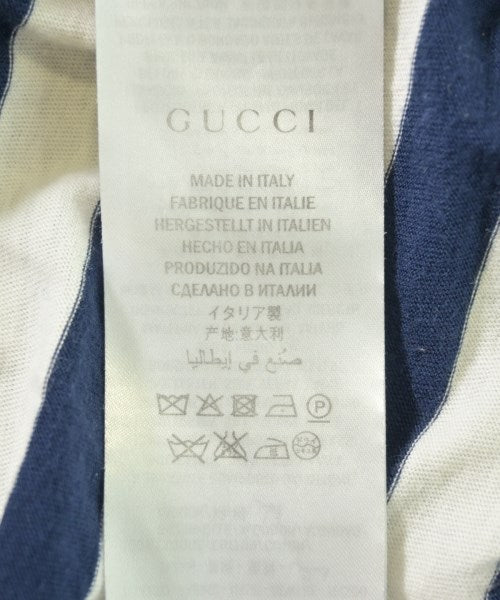 GUCCI
MADE IN ITALY
FABRIQUE EN ITALIE
HERGESTELLT IN ITALIEN
HECHO EN ITALIA
PRODUZIDO NA ITALIA
СДЕЛАНО В ИТАЛИИ
イタリア製
产地:意大利
صنع في إيطاليا
P